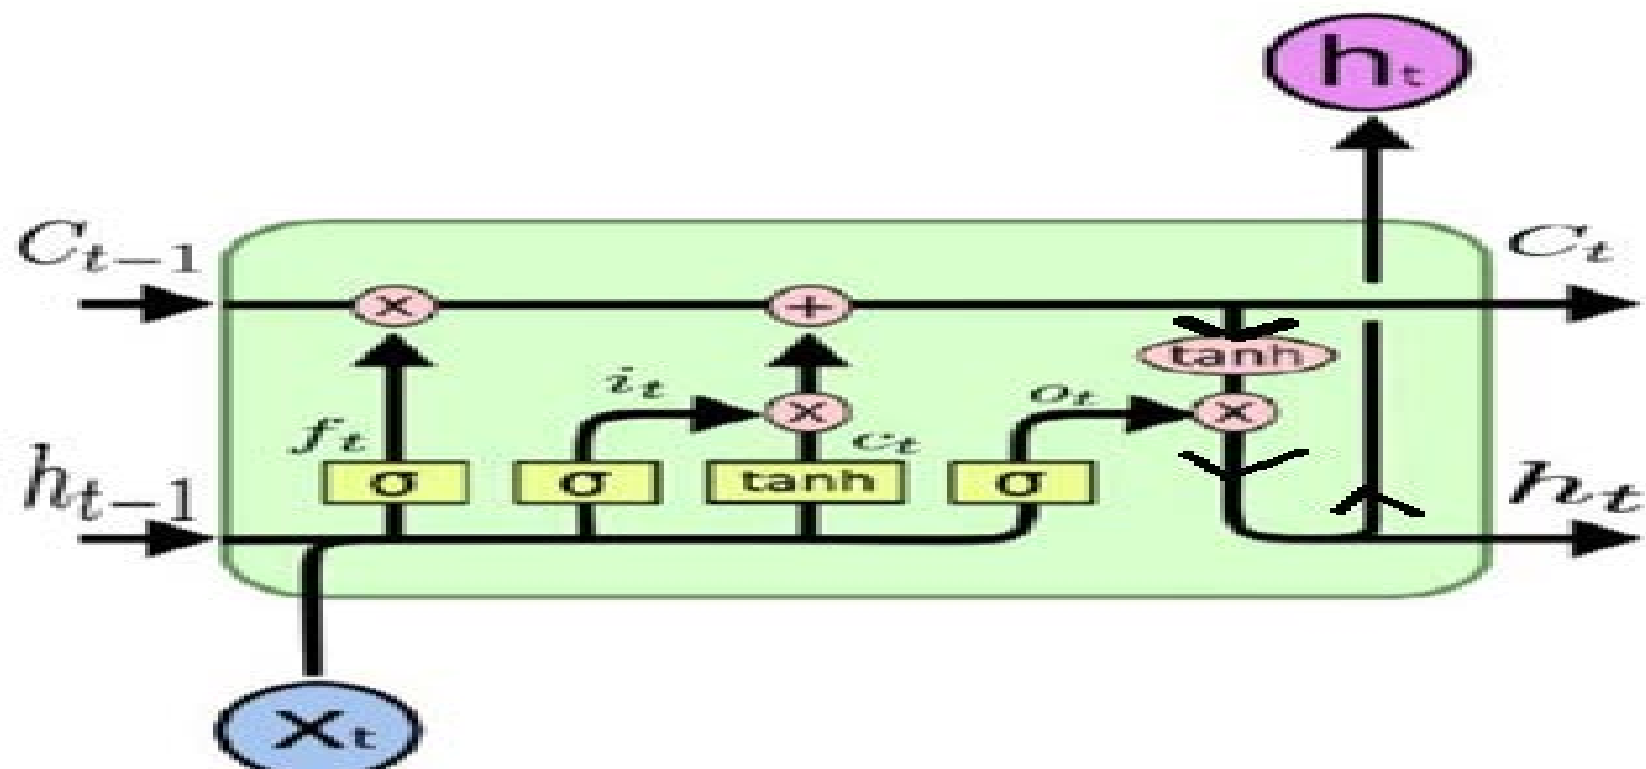 h_t
C_{t-1} × + C_t
tanh
i_t × o_t ×
f_t c_t
σ σ tanh σ
h_{t-1} h_t
x_t